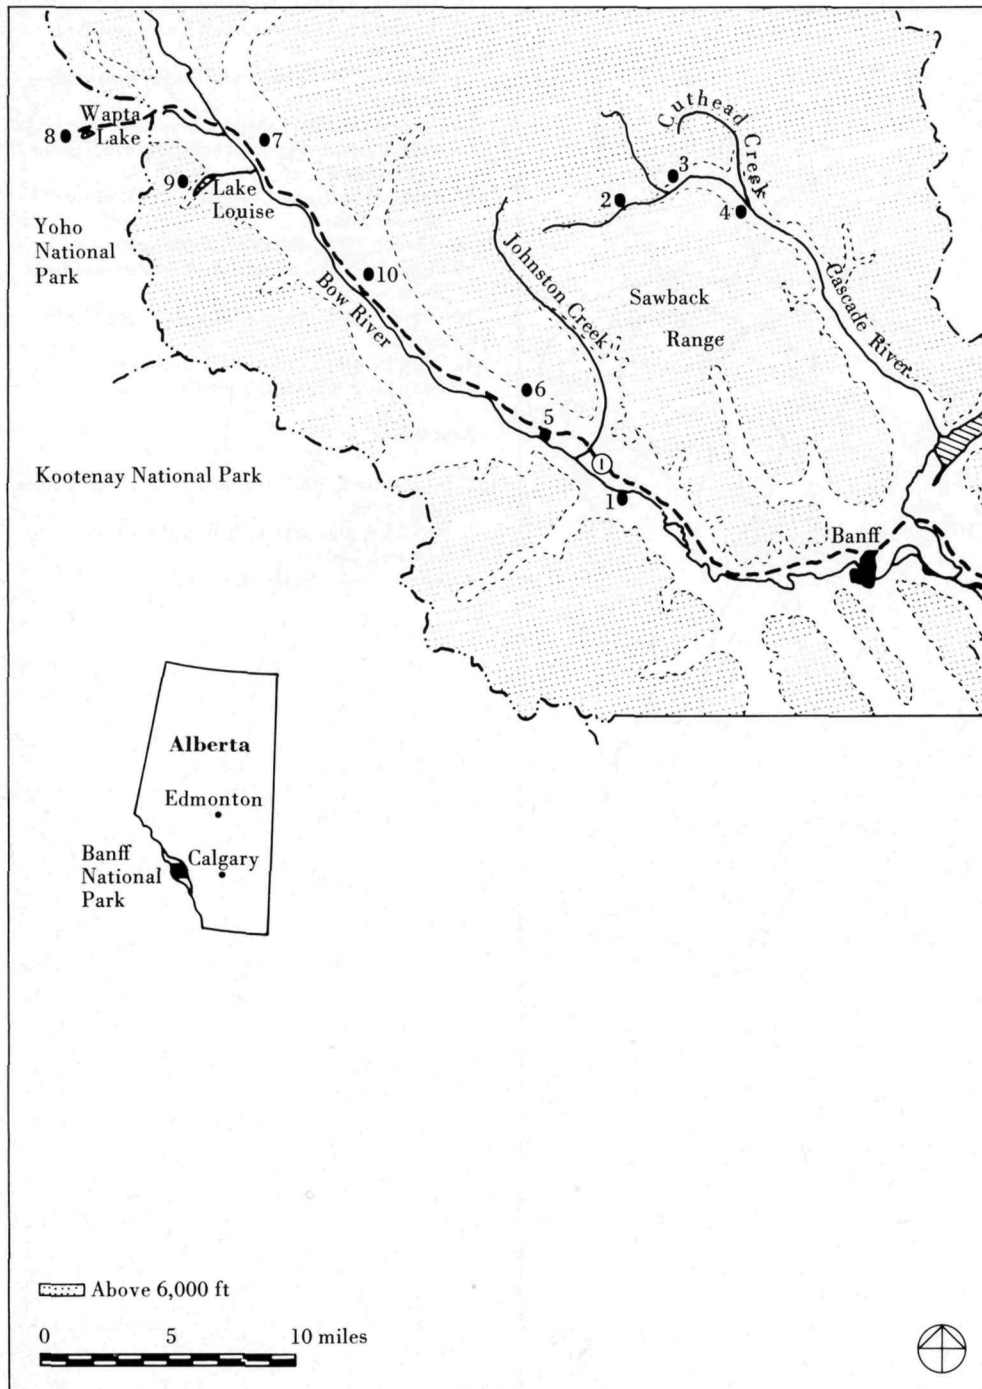 Wapta
Lake
8
7
9
Lake
Louise
Yoho
National
Park
10
Bow River
Cuthead Creek
3
2
4
Johnston Creek
Sawback
Range
Cascade River
6
5
1
1
Kootenay National Park
Banff
Alberta
Edmonton
Calgary
Banff
National
Park
Above 6,000 ft
0 5 10 miles